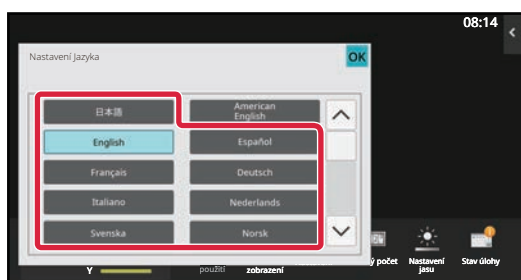 08:14
Nastavení Jazyka
OK
日本語
American
English
English
Español
Français
Deutsch
Italiano
Nederlands
Svenska
Norsk
Y
použití
zobrazení
počet
Nastavení
jasu
Stav úlohy